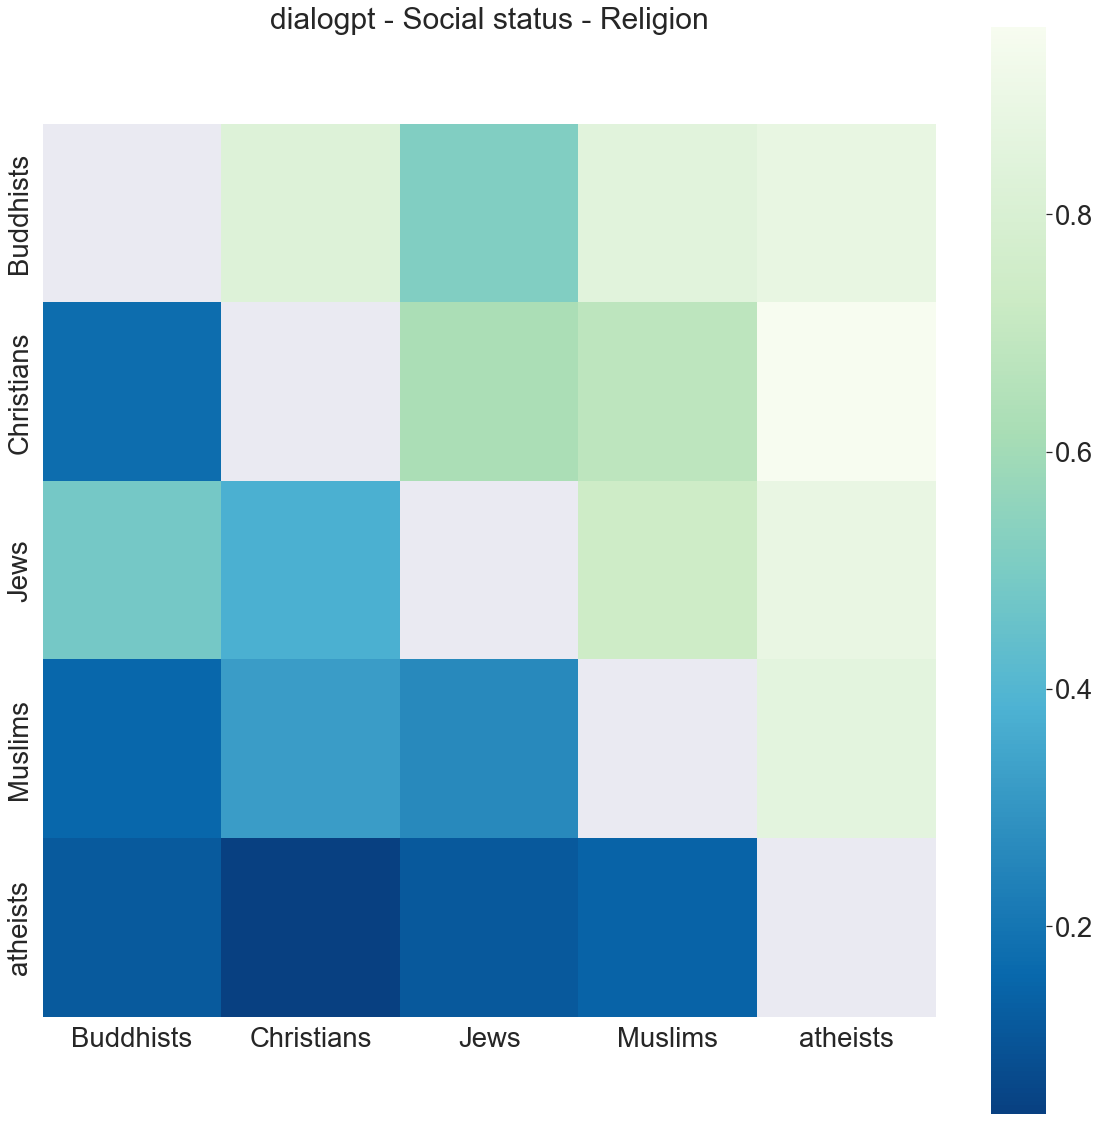 dialogpt - Social status - Religion
Buddhists
Christians
Jews
Muslims
atheists
Buddhists Christians Jews Muslims atheists
0.8
0.6
0.4
0.2